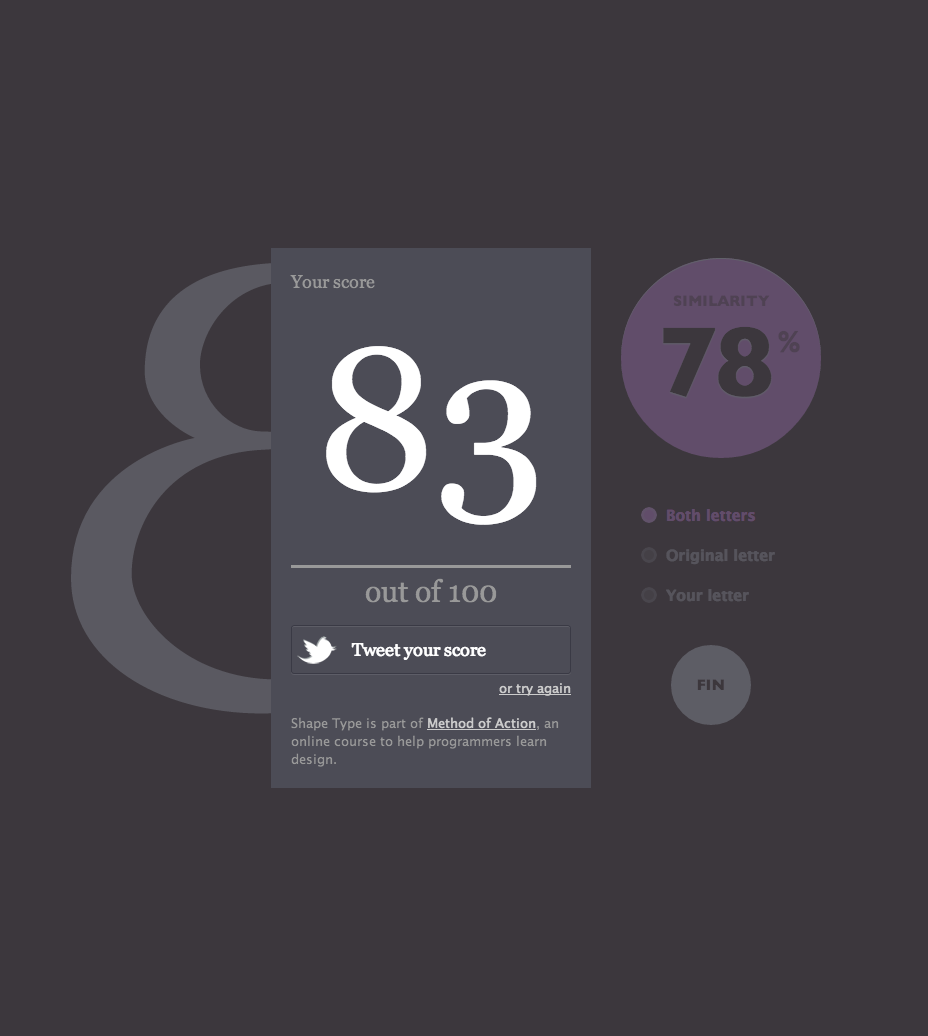 Your score
83
out of 100
Tweet your score
or try again
Shape Type is part of Method of Action, an
online course to help programmers learn
design.
SIMILARITY
78%
Both letters
Original letter
Your letter
FIN